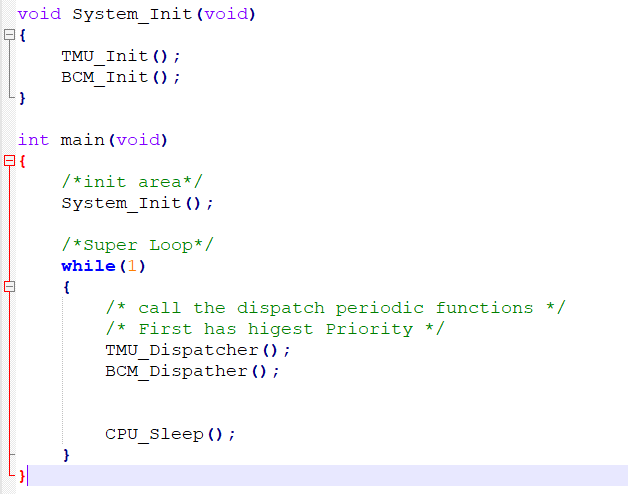 void System_Init(void)
{
    TMU_Init();
    BCM_Init();
}

int main(void)
{
    /*init area*/
    System_Init();

    /*Super Loop*/
    while(1)
    {
        /* call the dispatch periodic functions */
        /* First has higest Priority */
        TMU_Dispatcher();
        BCM_Dispather();


        CPU_Sleep();
    }
}